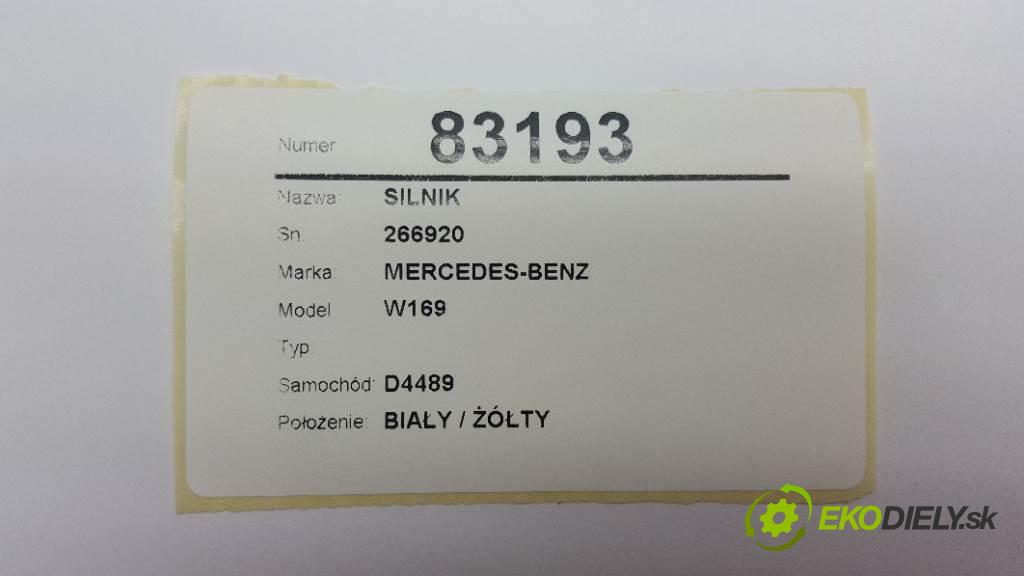 Numer 83193
Nazwa: SILNIK
Sn. 266920
Marka MERCEDES-BENZ
Model W169
Typ
Samochód: D4489
Położenie: BIAŁY / ŻÓŁTY
EKODIELY.sk